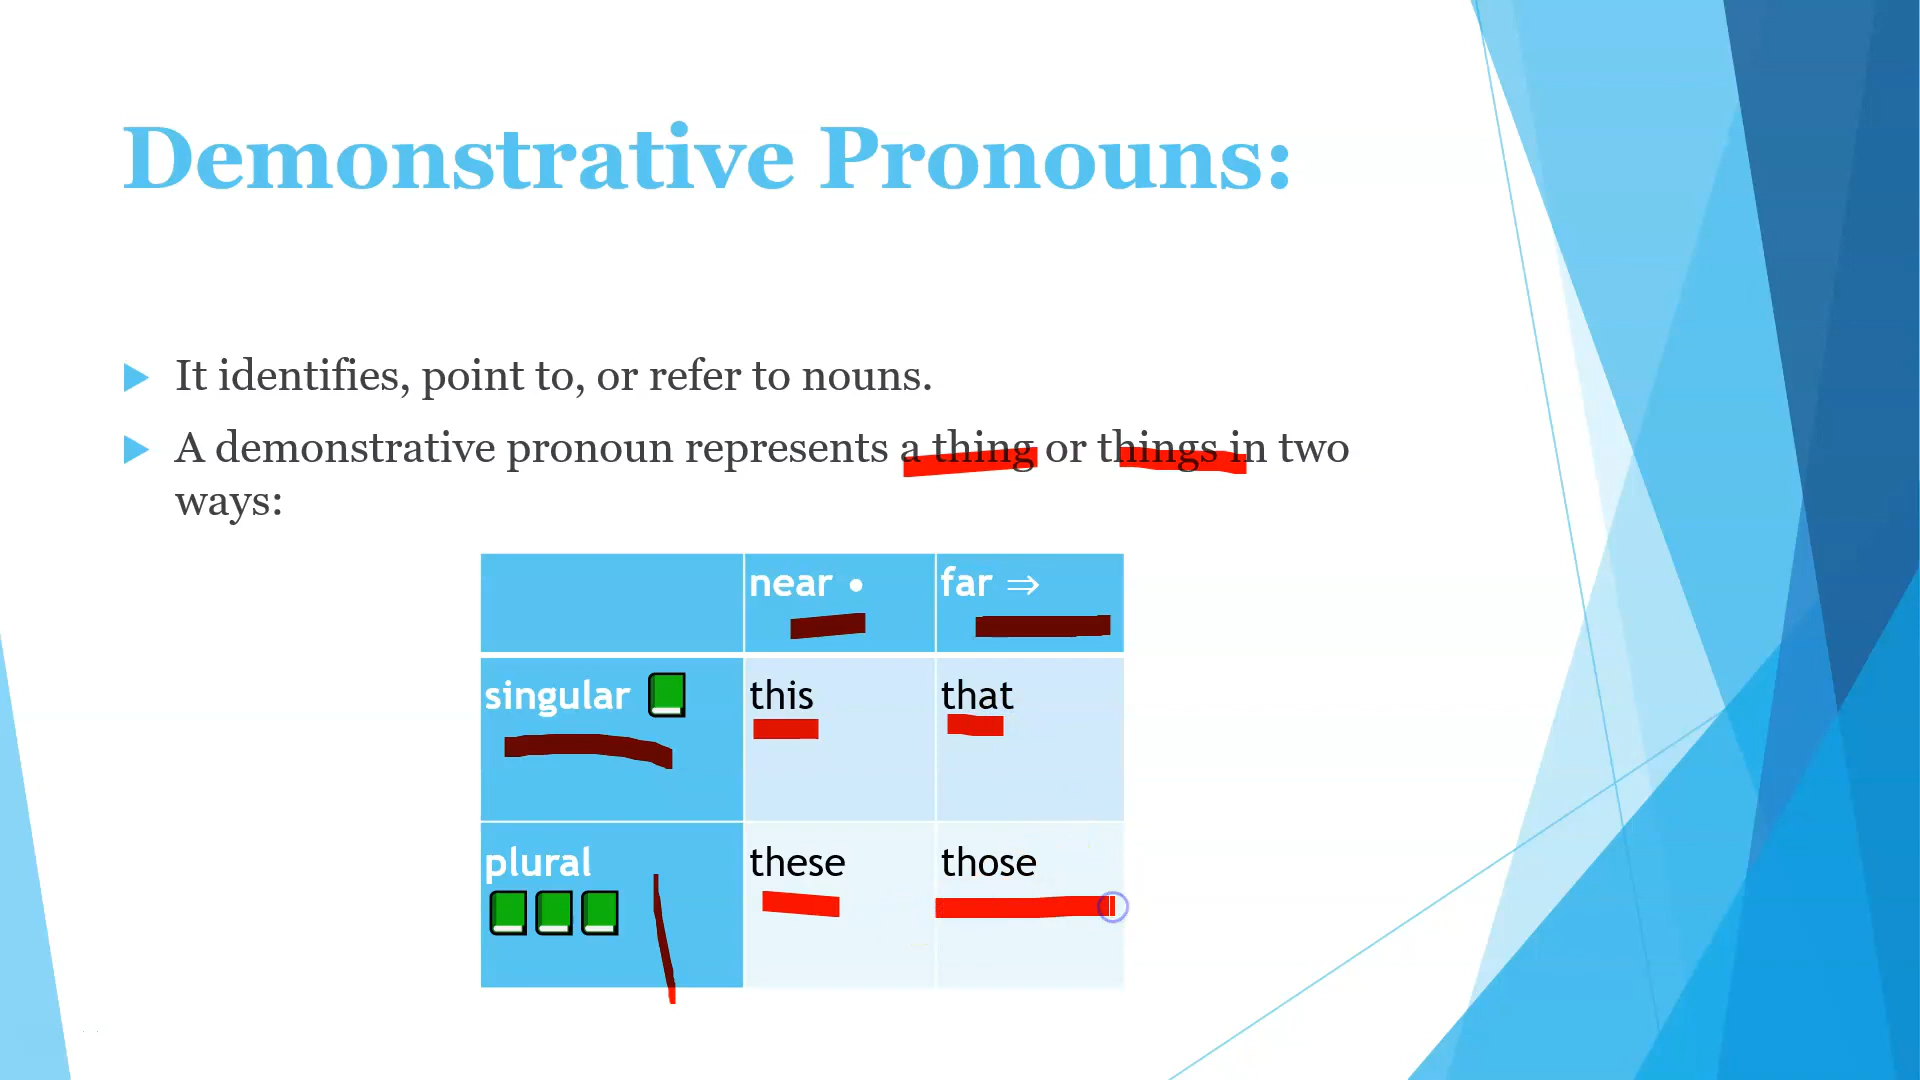 Demonstrative Pronouns:
It identifies, point to, or refer to nouns.
A demonstrative pronoun represents a thing or things in two
ways:
near • far ⇒
singular this that
plural these those